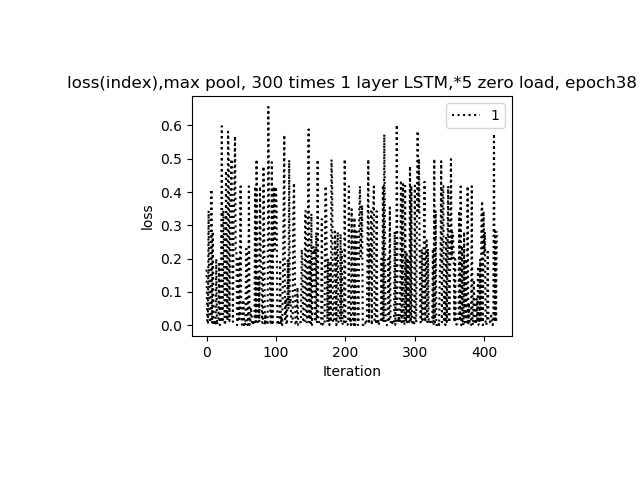 loss(index),max pool, 300 times 1 layer LSTM,*5 zero load, epoch38
1
0.6
0.5
0.4
0.3
0.2
0.1
0.0
loss
0 100 200 300 400
Iteration